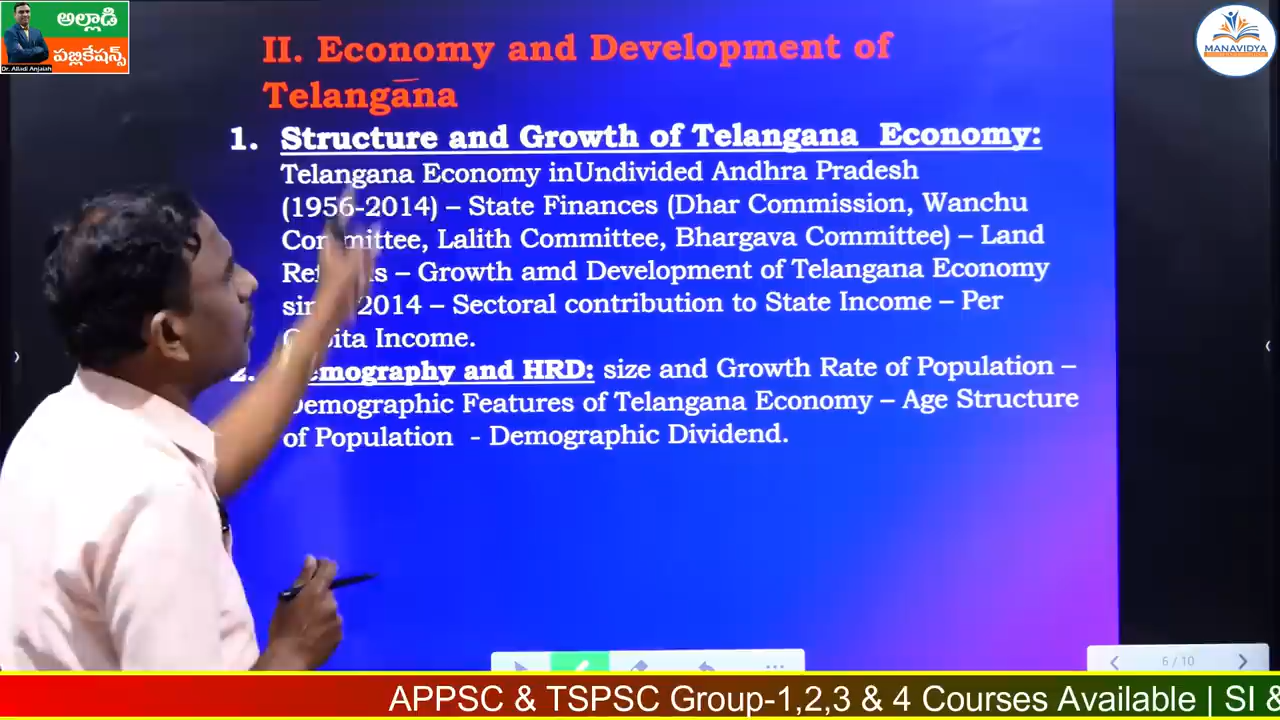 అల్లాడి
పబ్లికేషన్స్
Dr. Alladi Anjaiah
MANAVIDYA
II. Economy and Development of
Telangana
1. Structure and Growth of Telangana Economy:
Telangana Economy inUndivided Andhra Pradesh
(1956-2014) – State Finances (Dhar Commission, Wanchu
Committee, Lalith Committee, Bhargava Committee) – Land
– Growth amd Development of Telangana Economy
2014 – Sectoral contribution to State Income – Per
Income.
2. Demography and HRD: size and Growth Rate of Population –
Demographic Features of Telangana Economy – Age Structure
of Population - Demographic Dividend.
6 / 10
APPSC & TSPSC Group-1,2,3 & 4 Courses Available | SI &